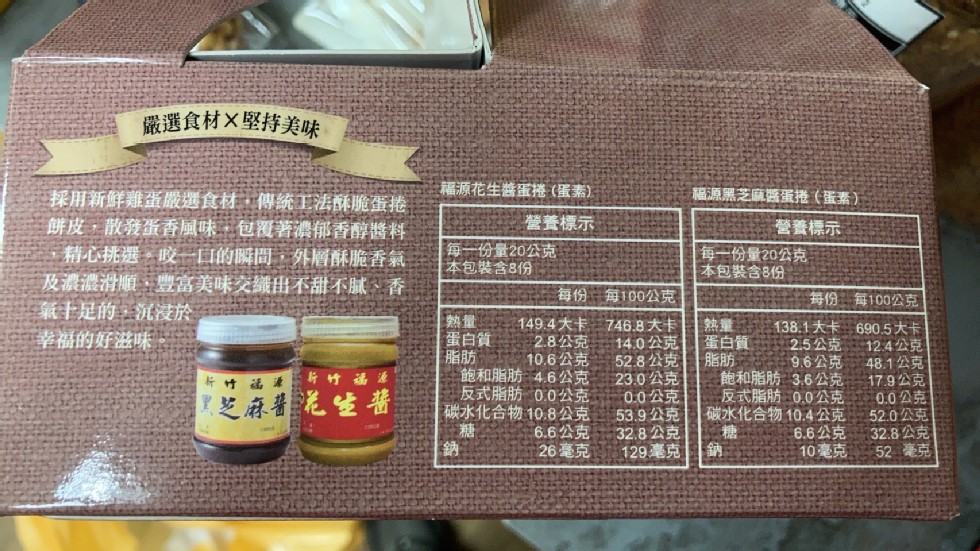 嚴選食材×堅持美味
採用新鮮雞蛋嚴選食材，傳統工法酥脆蛋捲
餅皮，散發蛋香風味，包覆著濃郁香醇醬料
，精心挑選。咬一口的瞬間，外層酥脆香氣
及濃濃滑順，豐富美味交織出不甜不膩、香
氣十足的，沉浸於
幸福的好滋味。
新竹福源
黑芝麻醬
新竹福源
花生醬
福源花生醬蛋捲（蛋素）
營養標示
每一份量20公克
本包裝含8份
每份 每100公克
熱量 149.4大卡 746.8大卡
蛋白質 2.8公克 14.0公克
脂肪 10.6公克 52.8公克
飽和脂肪 4.6公克 23.0公克
反式脂肪 0.0公克 0.0公克
碳水化合物 10.8公克 53.9公克
糖 6.6公克 32.8公克
鈉 26毫克 129毫克
福源黑芝麻醬蛋捲（蛋素）
營養標示
每一份量20公克
本包裝含8份
每份 每100公克
熱量 138.1大卡 690.5大卡
蛋白質 2.5公克 12.4公克
脂肪 9.6公克 48.1公克
飽和脂肪 3.6公克 17.9公克
反式脂肪 0.0公克 0.0公克
碳水化合物 10.4公克 52.0公克
糖 6.6公克 32.8公克
鈉 10毫克 52 毫克